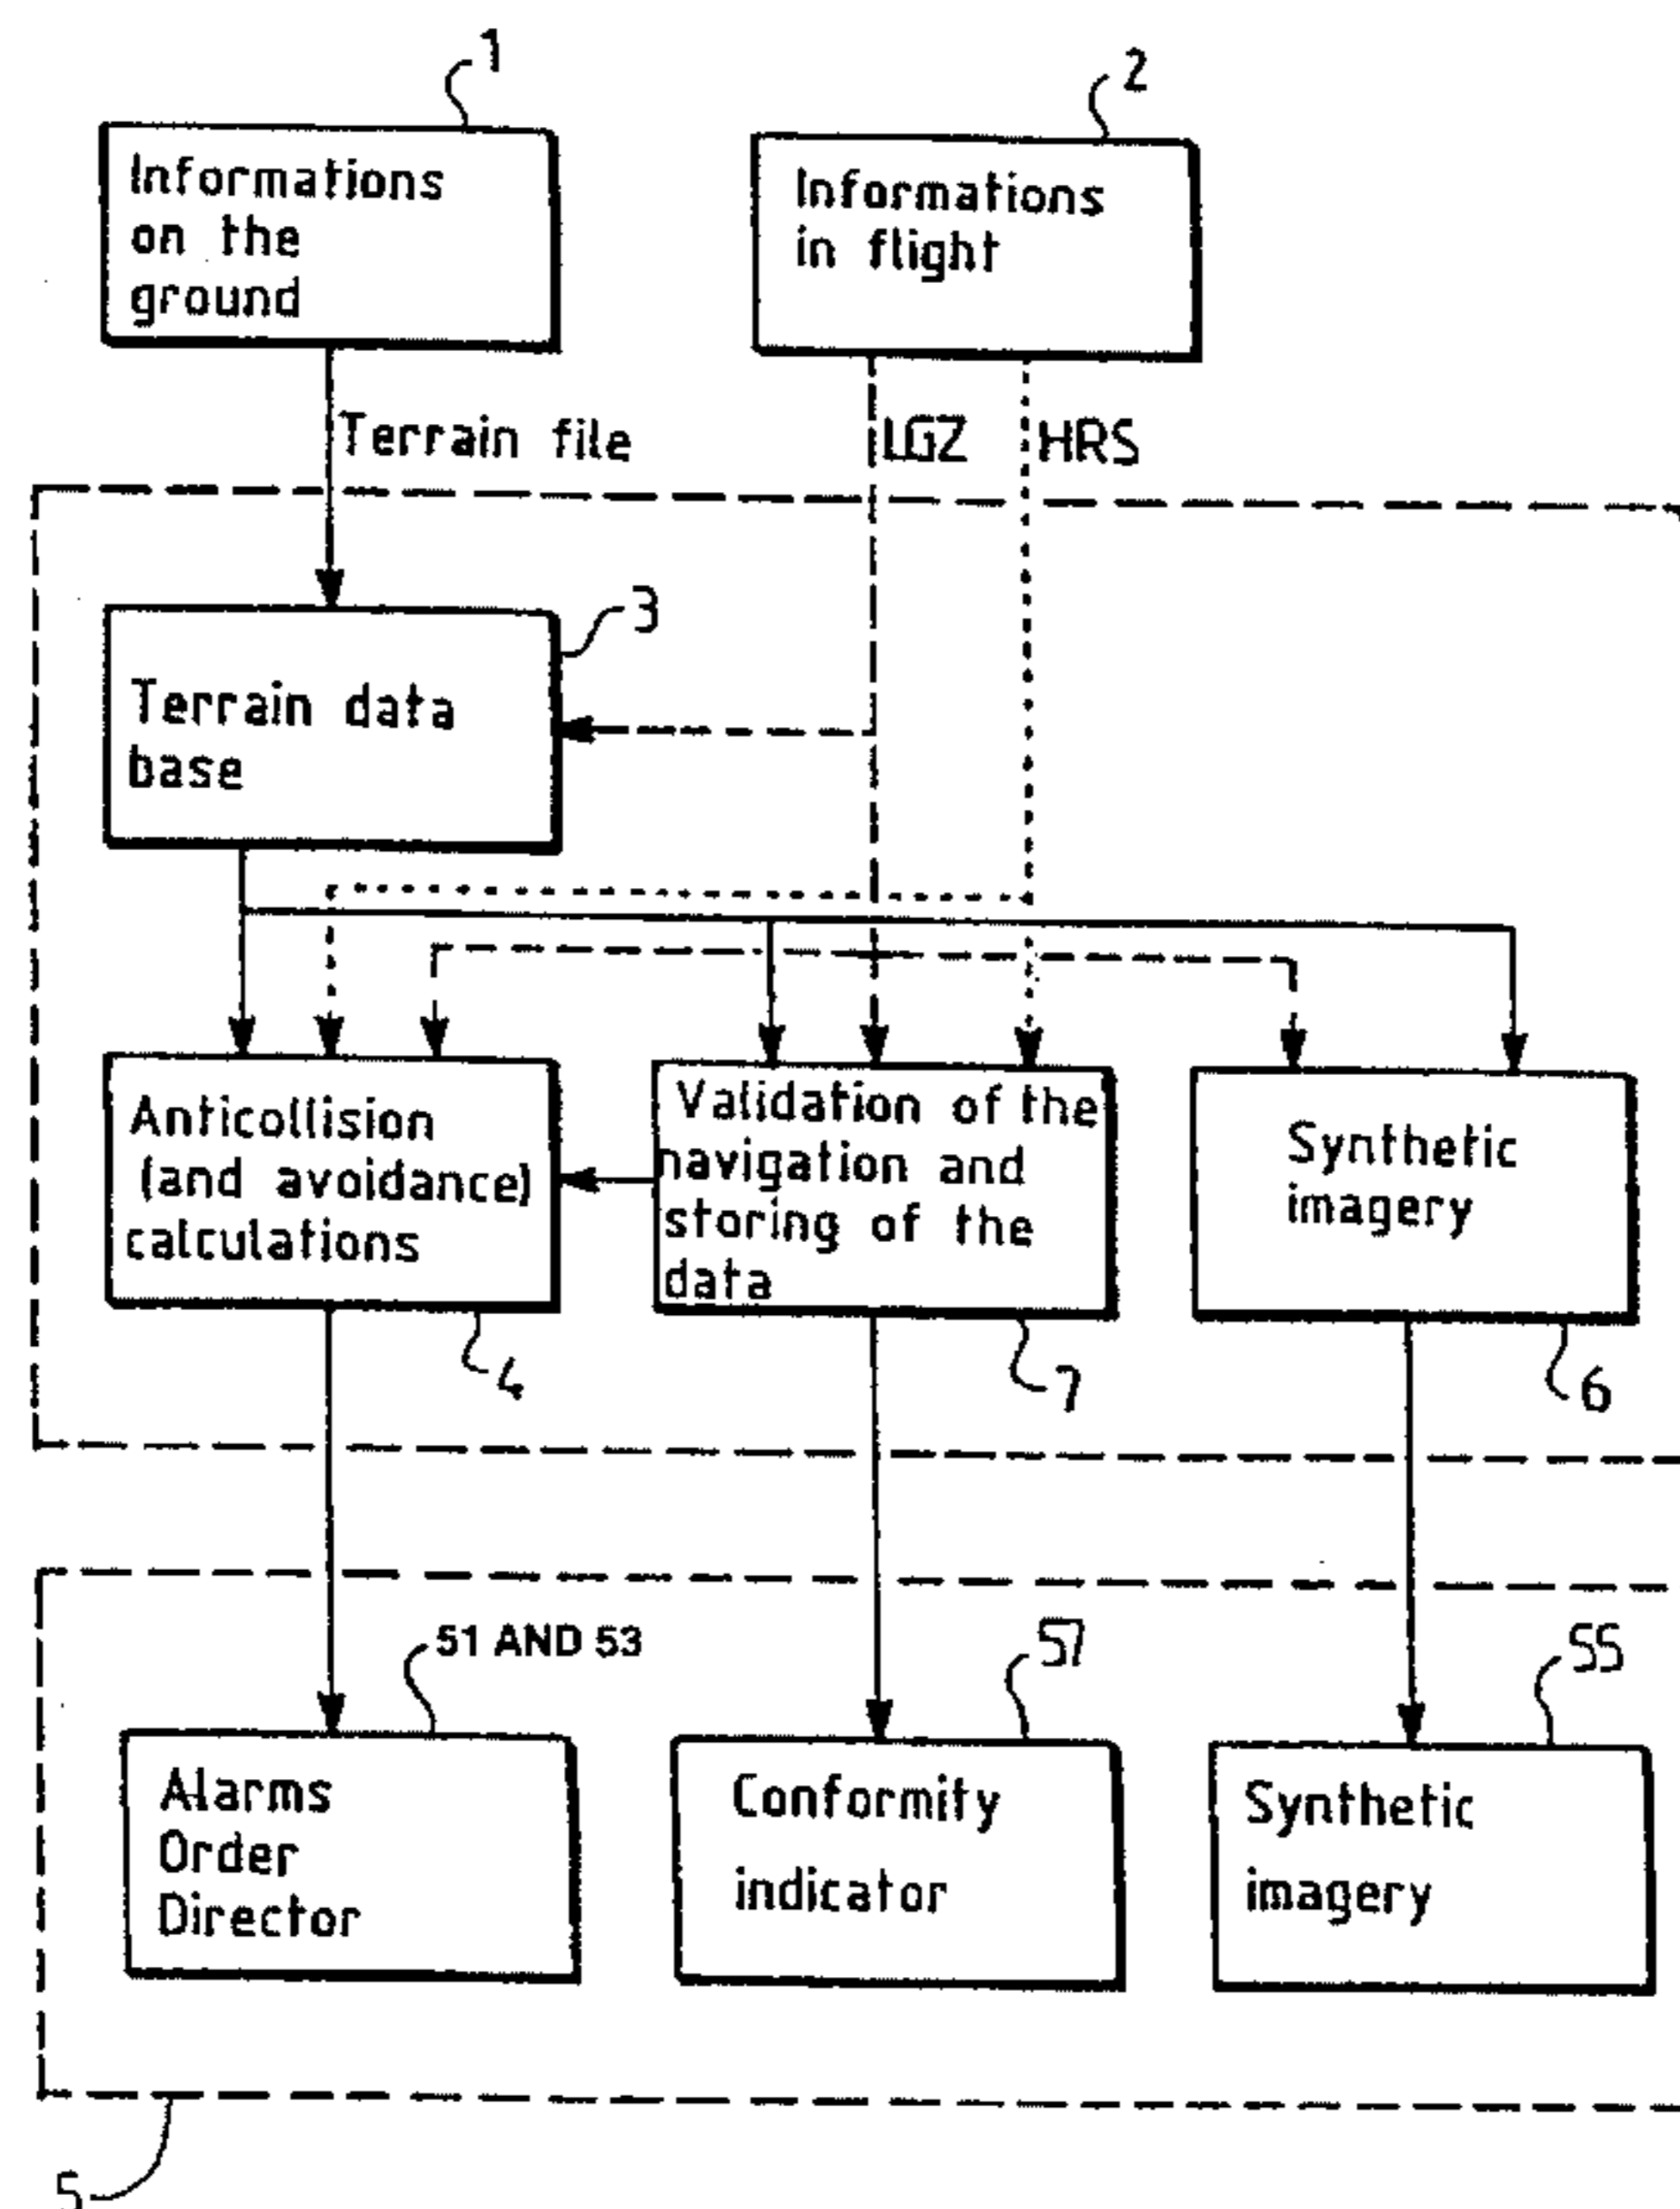 1
2
Informations
on the
ground
Informations
in flight
Terrain file
LGZ
HRS
3
Terrain data
base
Anticollision
(and avoidance)
calculations
Validation of the
navigation and
storing of the
data
Synthetic
imagery
4
7
6
51 AND 53
57
55
Alarms
Order
Director
Conformity
indicator
Synthetic
imagery
5